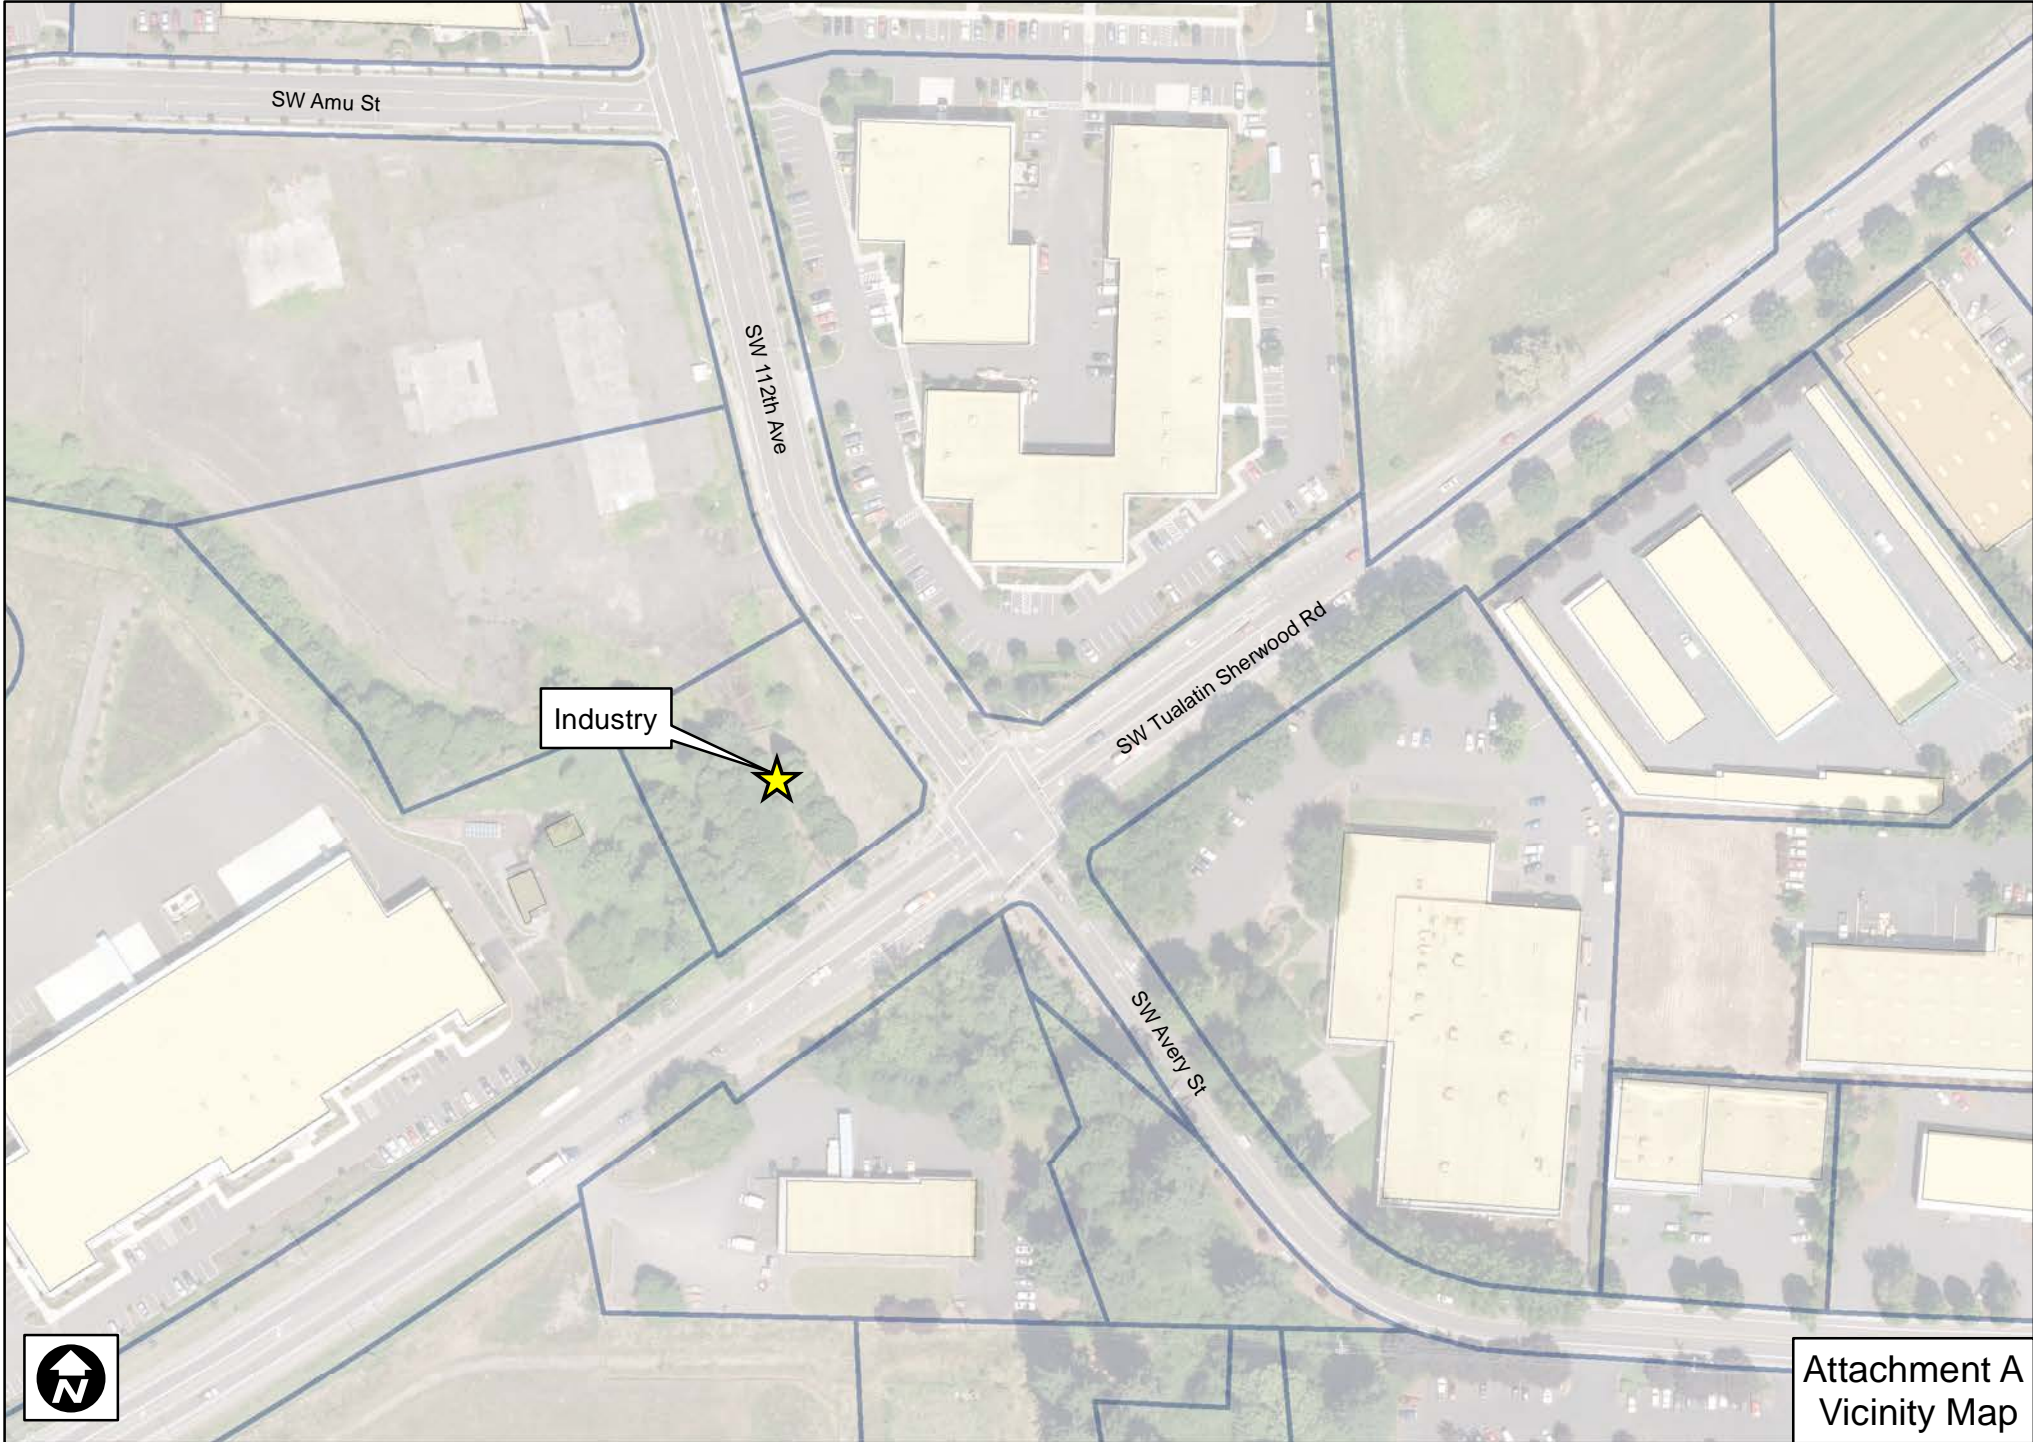 SW Amu St
SW 112th Ave
SW Tualatin Sherwood Rd
Industry
SW Avery St
N
Attachment A
Vicinity Map